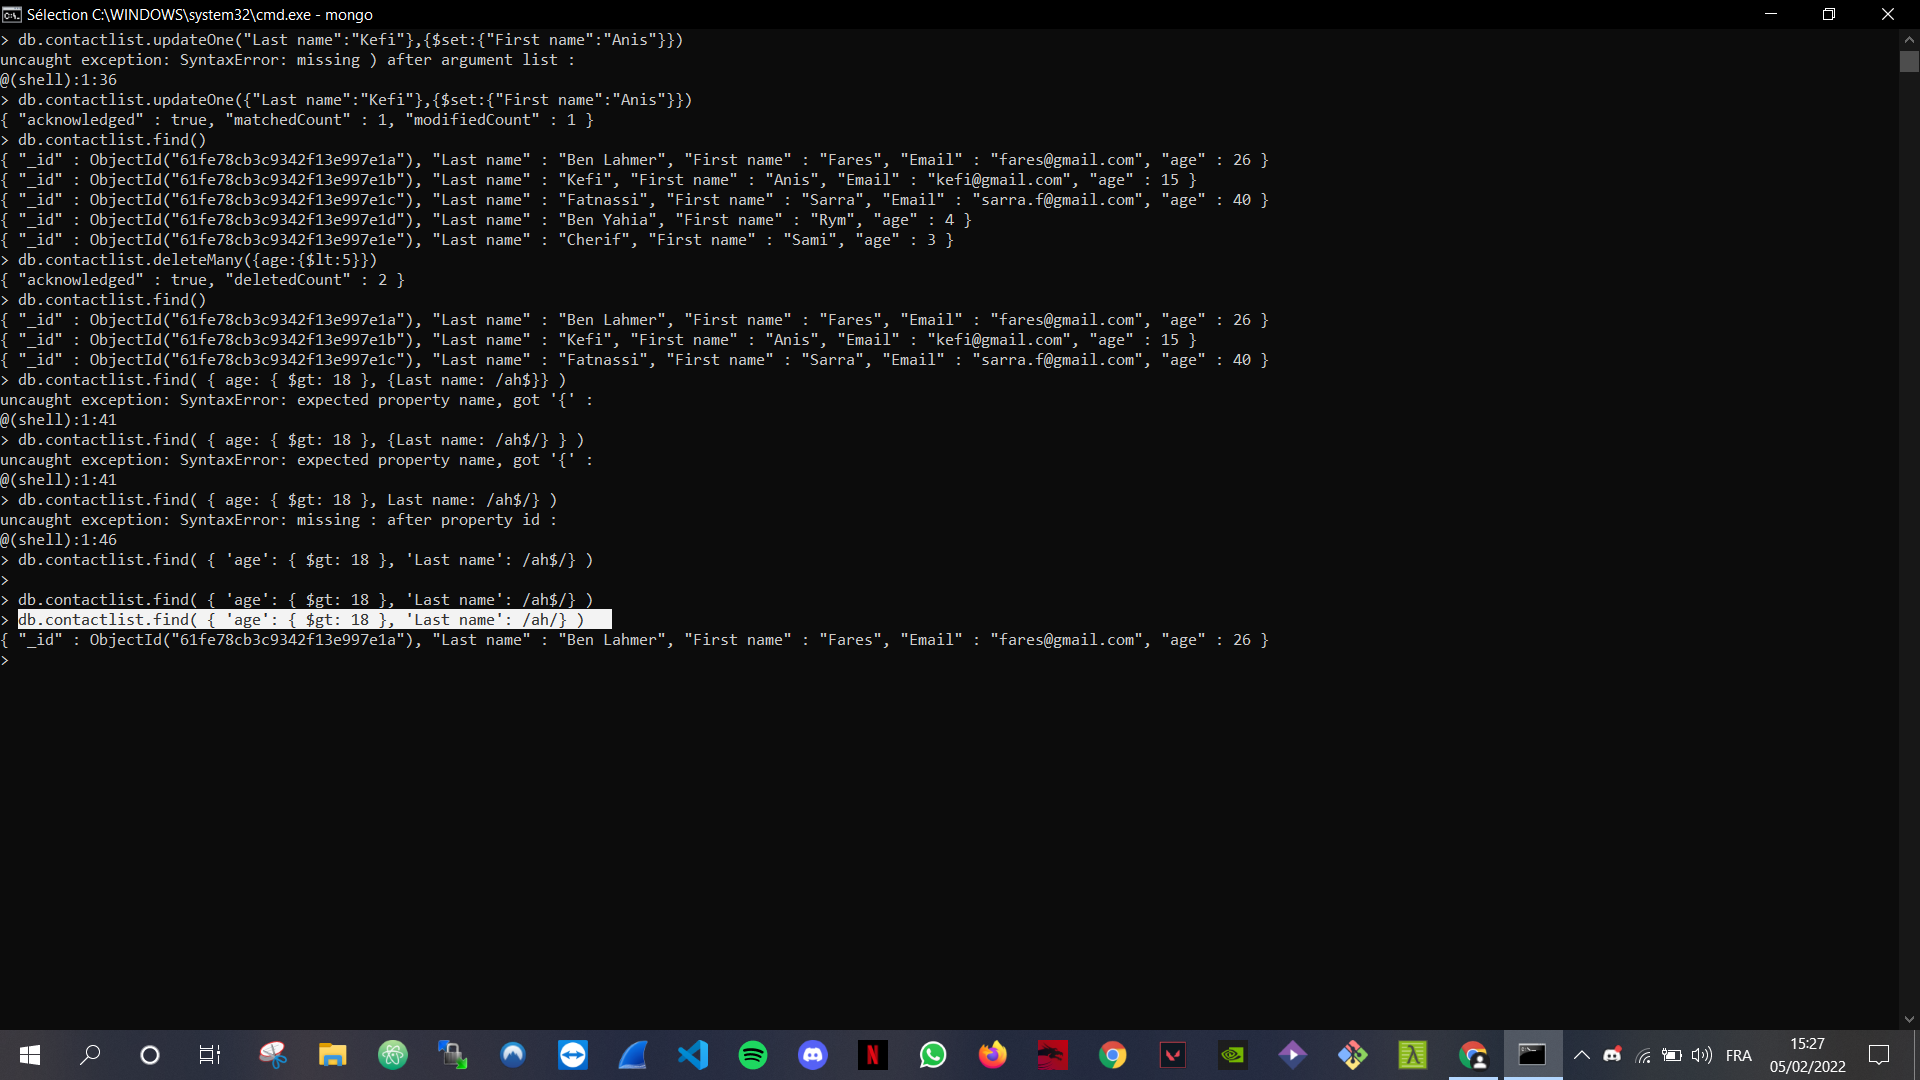 Sélection C:\WINDOWS\system32\cmd.exe - mongo
> db.contactlist.updateOne("Last name":"Kefi"},{$set:{"First name":"Anis"}})
uncaught exception: SyntaxError: missing ) after argument list :
@(shell):1:36
> db.contactlist.updateOne({"Last name":"Kefi"},{$set:{"First name":"Anis"}})
{ "acknowledged" : true, "matchedCount" : 1, "modifiedCount" : 1 }
> db.contactlist.find()
{ "_id" : ObjectId("61fe78cb3c9342f13e997e1a"), "Last name" : "Ben Lahmer", "First name" : "Fares", "Email" : "fares@gmail.com", "age" : 26 }
{ "_id" : ObjectId("61fe78cb3c9342f13e997e1b"), "Last name" : "Kefi", "First name" : "Anis", "Email" : "kefi@gmail.com", "age" : 15 }
{ "_id" : ObjectId("61fe78cb3c9342f13e997e1c"), "Last name" : "Fatnassi", "First name" : "Sarra", "Email" : "sarra.f@gmail.com", "age" : 40 }
{ "_id" : ObjectId("61fe78cb3c9342f13e997e1d"), "Last name" : "Ben Yahia", "First name" : "Rym", "age" : 4 }
{ "_id" : ObjectId("61fe78cb3c9342f13e997e1e"), "Last name" : "Cherif", "First name" : "Sami", "age" : 3 }
> db.contactlist.deleteMany({age:{$lt:5}})
{ "acknowledged" : true, "deletedCount" : 2 }
> db.contactlist.find()
{ "_id" : ObjectId("61fe78cb3c9342f13e997e1a"), "Last name" : "Ben Lahmer", "First name" : "Fares", "Email" : "fares@gmail.com", "age" : 26 }
{ "_id" : ObjectId("61fe78cb3c9342f13e997e1b"), "Last name" : "Kefi", "First name" : "Anis", "Email" : "kefi@gmail.com", "age" : 15 }
{ "_id" : ObjectId("61fe78cb3c9342f13e997e1c"), "Last name" : "Fatnassi", "First name" : "Sarra", "Email" : "sarra.f@gmail.com", "age" : 40 }
> db.contactlist.find( { age: { $gt: 18 }, {Last name: /ah$}} )
uncaught exception: SyntaxError: expected property name, got '{' :
@(shell):1:41
> db.contactlist.find( { age: { $gt: 18 }, {Last name: /ah$/} } )
uncaught exception: SyntaxError: expected property name, got '{' :
@(shell):1:41
> db.contactlist.find( { age: { $gt: 18 }, Last name: /ah$/} )
uncaught exception: SyntaxError: missing : after property id :
@(shell):1:46
> db.contactlist.find( { 'age': { $gt: 18 }, 'Last name': /ah$/} )
>
> db.contactlist.find( { 'age': { $gt: 18 }, 'Last name': /ah$/} )
> db.contactlist.find( { 'age': { $gt: 18 }, 'Last name': /ah/} )
{ "_id" : ObjectId("61fe78cb3c9342f13e997e1a"), "Last name" : "Ben Lahmer", "First name" : "Fares", "Email" : "fares@gmail.com", "age" : 26 }
>
FRA
15:27
05/02/2022